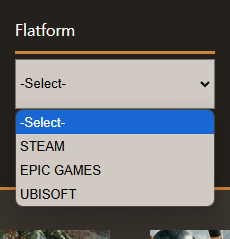 Flatform
-Select-
-Select-
STEAM
EPIC GAMES
UBISOFT